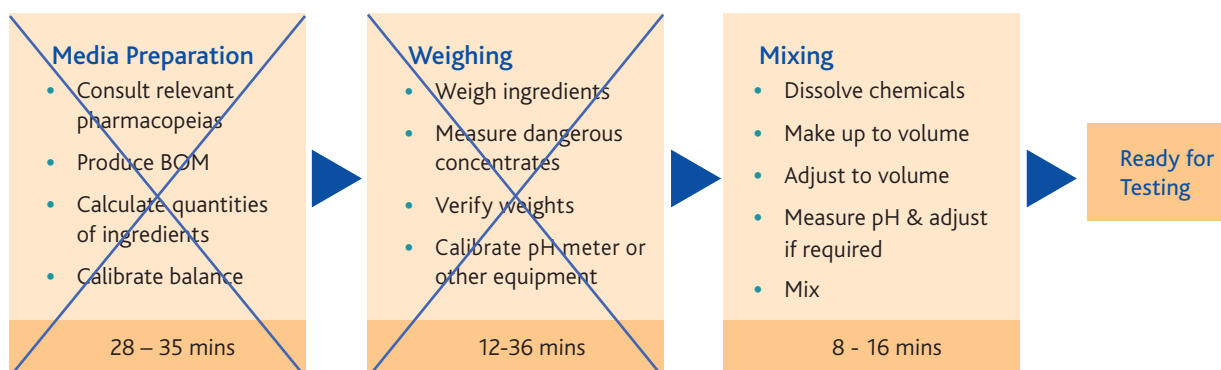 Media Preparation
• Consult relevant
pharmacopeias
• Produce BOM
• Calculate quantities
of ingredients
• Calibrate balance
28 – 35 mins
Weighing
• Weigh ingredients
• Measure dangerous
concentrates
• Verify weights
• Calibrate pH meter or
other equipment
12-36 mins
Mixing
• Dissolve chemicals
• Make up to volume
• Adjust to volume
• Measure pH & adjust
if required
• Mix
8 - 16 mins
Ready for
Testing